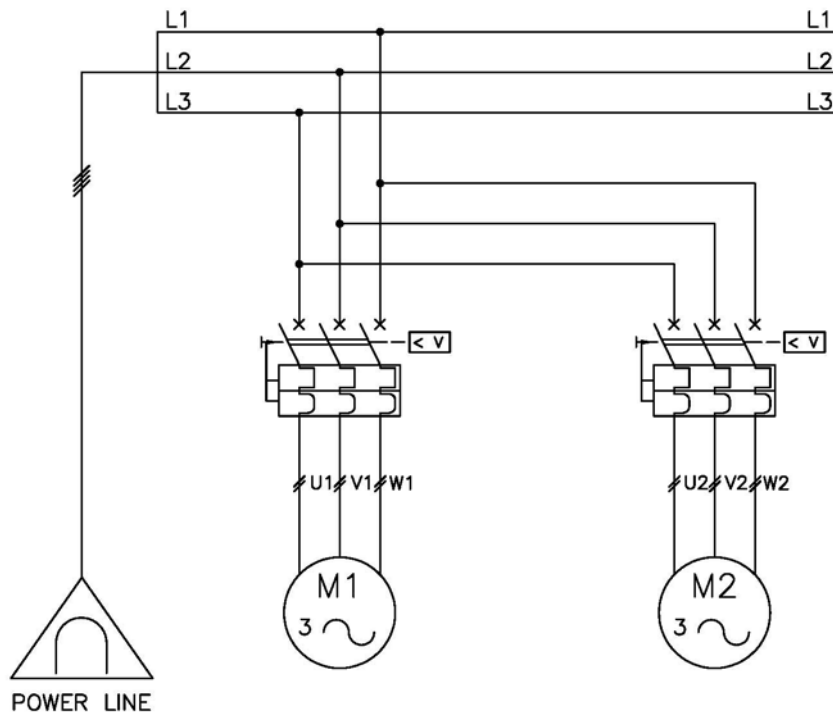 L1 L1
L2 L2
L3 L3
< V < V
U1 V1 W1 U2 V2 W2
M1 M2
3 3
POWER LINE